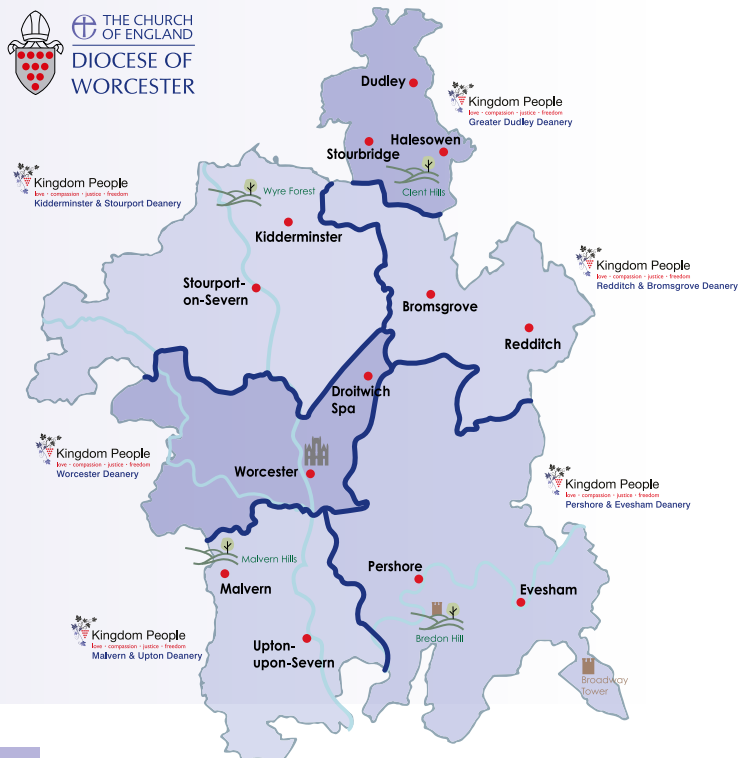 THE CHURCH
OF ENGLAND
DIOCESE OF
WORCESTER
Dudley
Kingdom People
love • compassion • justice • freedom
Greater Dudley Deanery
Halesowen
Stourbridge
Clent Hills
Kingdom People
love • compassion • justice • freedom
Kidderminster & Stourport Deanery
Wyre Forest
Kidderminster
Kingdom People
love • compassion • justice • freedom
Redditch & Bromsgrove Deanery
Stourport-
on-Severn
Bromsgrove
Redditch
Droitwich
Spa
Kingdom People
love • compassion • justice • freedom
Worcester Deanery
Worcester
Kingdom People
love • compassion • justice • freedom
Pershore & Evesham Deanery
Malvern Hills
Malvern
Pershore
Evesham
Bredon Hill
Kingdom People
love • compassion • justice • freedom
Malvern & Upton Deanery
Upton-
upon-Severn
Broadway
Tower